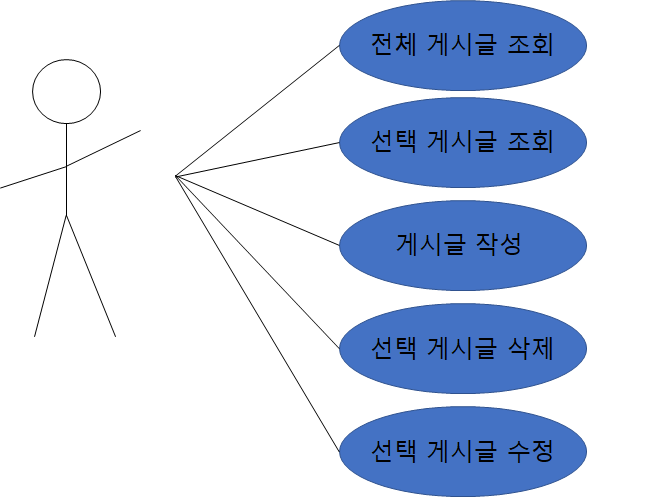 전체 게시글 조회
선택 게시글 조회
게시글 작성
선택 게시글 삭제
선택 게시글 수정